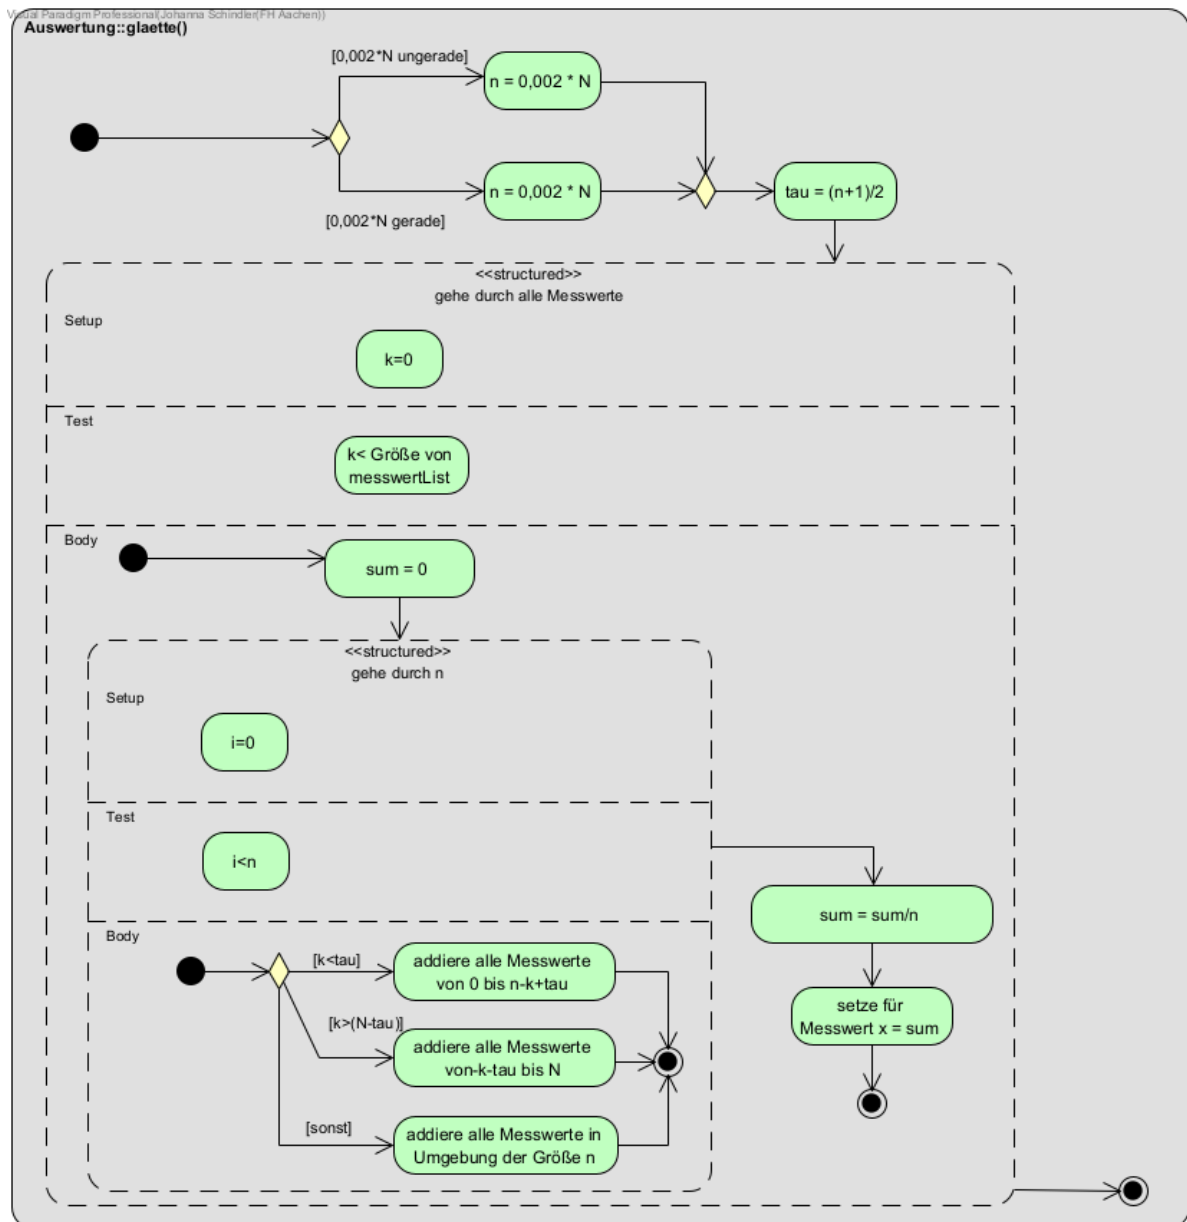 Visual Paradigm Professional(Johanna Schindler(FH Aachen))
Auswertung::glaette()
[0,002*N ungerade]
n = 0,002 * N
n = 0,002 * N
[0,002*N gerade]
tau = (n+1)/2
<<structured>>
gehe durch alle Messwerte
Setup
k=0
Test
k< Größe von
messwertList
Body
sum = 0
<<structured>>
gehe durch n
Setup
i=0
Test
i<n
Body
[k<tau]
addiere alle Messwerte
von 0 bis n-k+tau
[k>(N-tau)]
addiere alle Messwerte
von-k-tau bis N
[sonst]
addiere alle Messwerte in
Umgebung der Größe n
sum = sum/n
setze für
Messwert x = sum